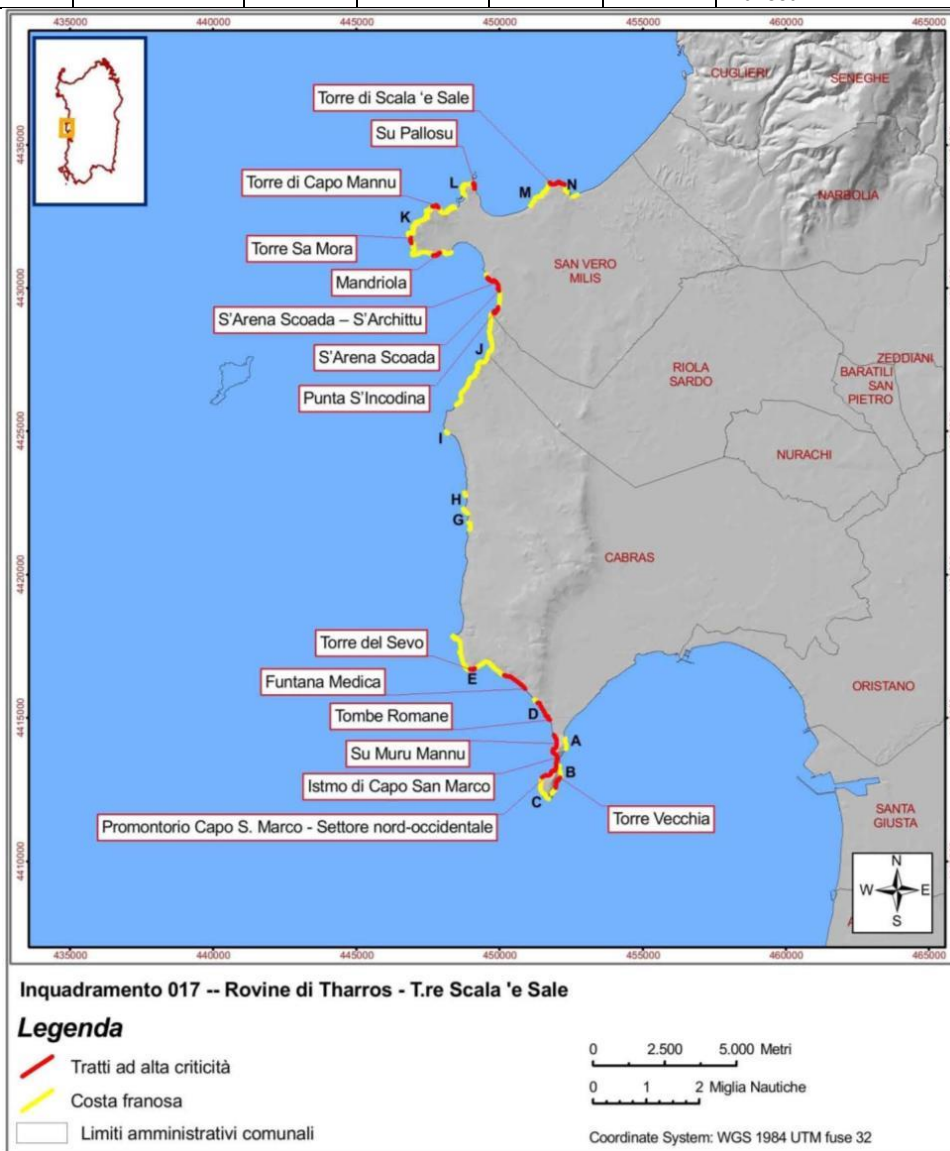 435000 440000 445000 450000 455000 460000 465000
CUGLIERI
SENEGHE
Torre di Scala 'e Sale
Su Pallosu
4435000
Torre di Capo Mannu
L
M
N
NARBOLIA
K
Torre Sa Mora
SAN VERO
MILIS
Mandriola
4430000
S'Arena Scoada – S'Archittu
S'Arena Scoada
J
ZEDDIANI
RIOLA
SARDO
BARATILI
SAN
PIETRO
Punta S'Incodina
4425000
I
NURACHI
H
G
CABRAS
4420000
Torre del Sevo
E
Funtana Medica
ORISTANO
4415000
Tombe Romane
D
A
Su Muru Mannu
B
Istmo di Capo San Marco
C
Promontorio Capo S. Marco - Settore nord-occidentale
Torre Vecchia
SANTA
GIUSTA
4410000
N
W E
S
A
435000 440000 445000 450000 455000 460000 465000
Inquadramento 017 -- Rovine di Tharros - T.re Scala 'e Sale
Legenda
Tratti ad alta criticità
Costa franosa
Limiti amministrativi comunali
0 2.500 5.000 Metri
0 1 2 Miglia Nautiche
Coordinate System: WGS 1984 UTM fuse 32